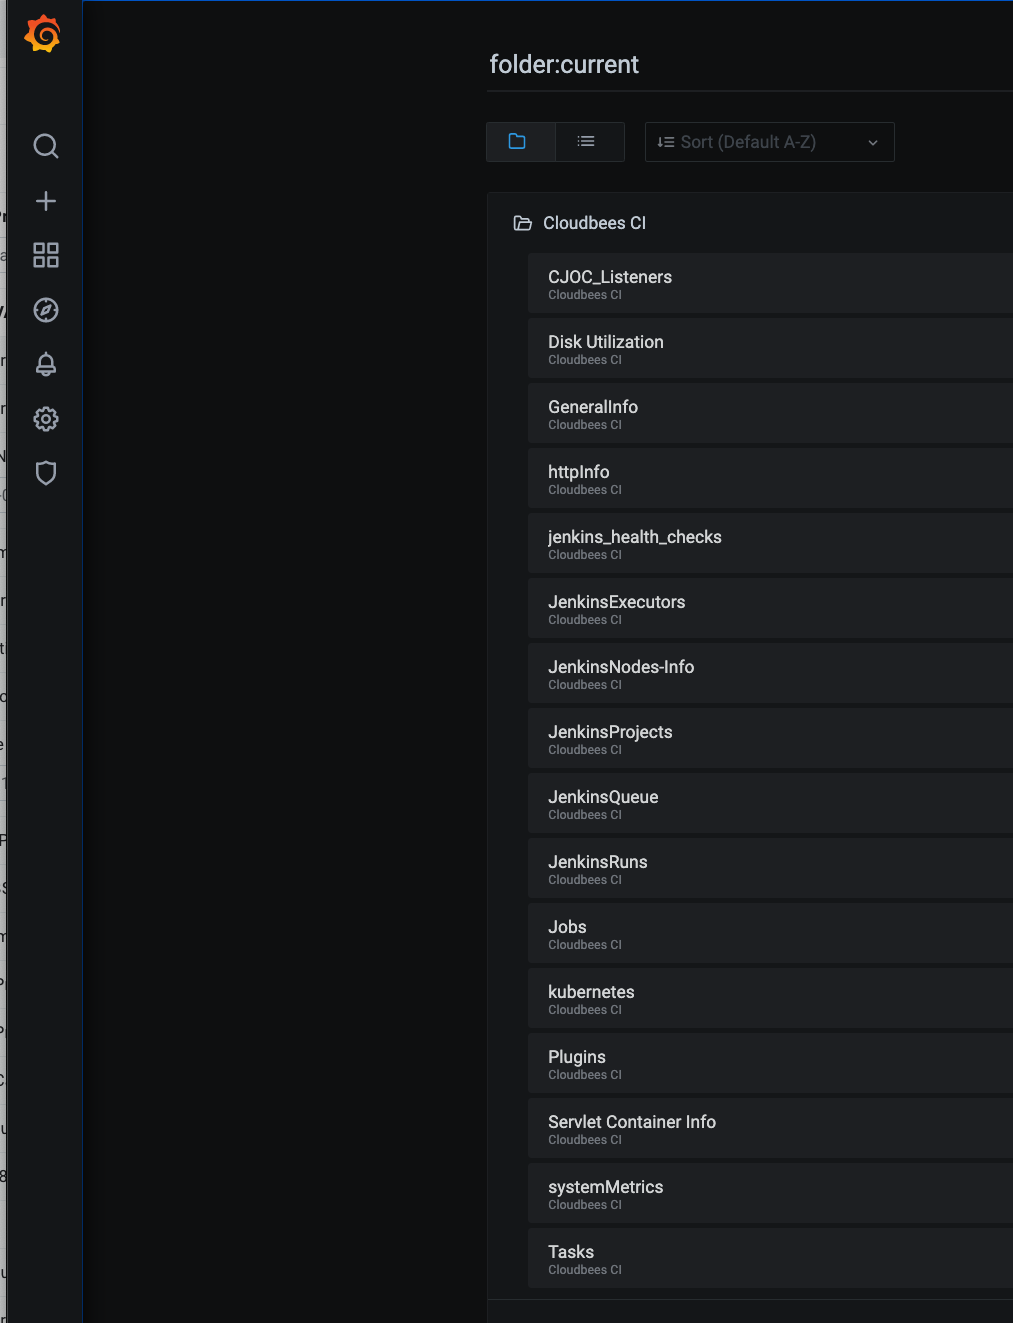 folder:current
Sort (Default A-Z)
Cloudbees CI
CJOC_Listeners
Cloudbees CI
Disk Utilization
Cloudbees CI
GeneralInfo
Cloudbees CI
httpInfo
Cloudbees CI
jenkins_health_checks
Cloudbees CI
JenkinsExecutors
Cloudbees CI
JenkinsNodes-Info
Cloudbees CI
JenkinsProjects
Cloudbees CI
JenkinsQueue
Cloudbees CI
JenkinsRuns
Cloudbees CI
Jobs
Cloudbees CI
kubernetes
Cloudbees CI
Plugins
Cloudbees CI
Servlet Container Info
Cloudbees CI
systemMetrics
Cloudbees CI
Tasks
Cloudbees CI